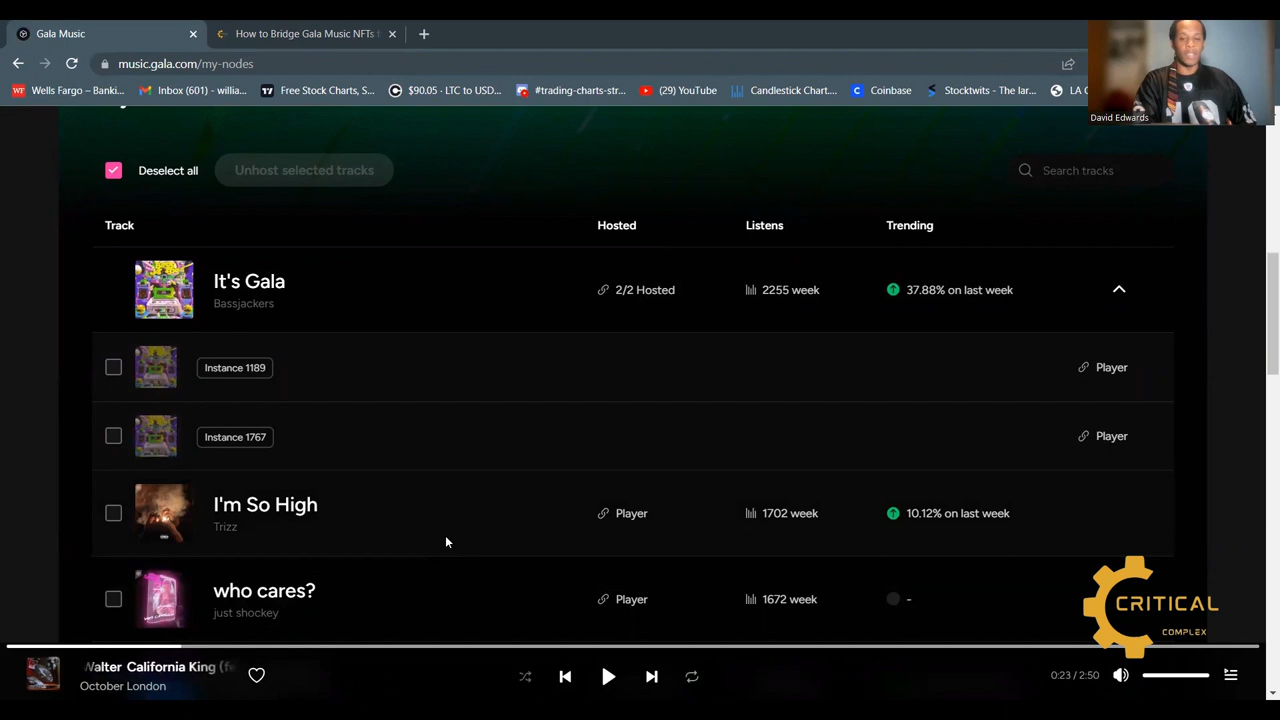 Gala Music
How to Bridge Gala Music NFTs
music.gala.com/my-nodes
Wells Fargo – Banki...
Inbox (601) - willia...
Free Stock Charts, S...
$90.05 · LTC to USD...
#trading-charts-str...
(29) YouTube
Candlestick Chart....
Coinbase
Stocktwits - The lar...
LA C
David Edwards
Deselect all
Unhost selected tracks
Search tracks
Track Hosted Listens Trending
It's Gala
Bassjackers
2/2 Hosted
2255 week
37.88% on last week
Instance 1189
Player
Instance 1767
Player
I'm So High
Trizz
Player
1702 week
10.12% on last week
who cares?
just shockey
Player
1672 week
-
CRITICAL
COMPLEX
Walter California King (fe
October London
0:23 / 2:50